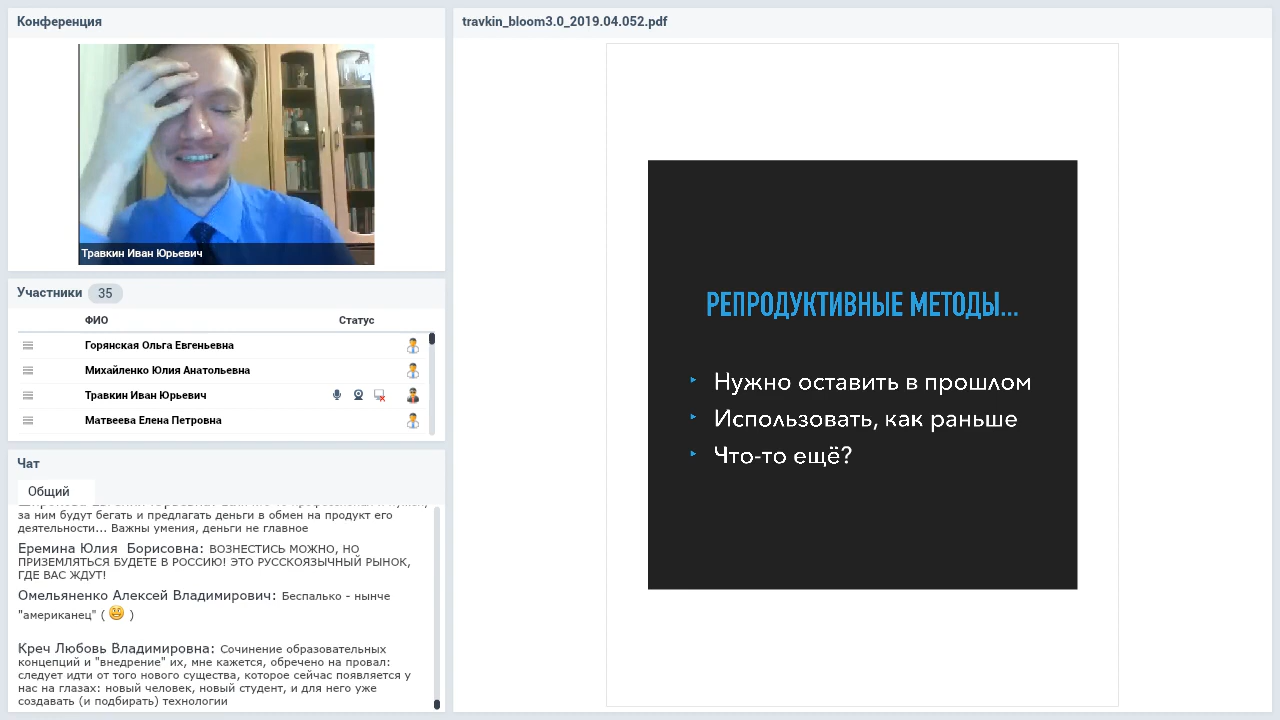 Конференция
Травкин Иван Юрьевич
Участники 35
ФИО Статус
Горянская Ольга Евгеньевна
Михайленко Юлия Анатольевна
Травкин Иван Юрьевич
Матвеева Елена Петровна
Чат
Общий
за ним будут бегать и предлагать деньги в обмен на продукт его
деятельности... Важны умения, деньги не главное
Еремина Юлия Борисовна: ВОЗНЕСТИСЬ МОЖНО, НО
ПРИЗЕМЛЯТЬСЯ БУДЕТЕ В РОССИЮ! ЭТО РУССКОЯЗЫЧНЫЙ РЫНОК,
ГДЕ ВАС ЖДУТ!
Омельяненко Алексей Владимирович: Беспалько - нынче
"американец" ( )
Креч Любовь Владимировна: Сочинение образовательных
концепций и "внедрение" их, мне кажется, обречено на провал:
следует идти от того нового существа, которое сейчас появляется у
нас на глазах: новый человек, новый студент, и для него уже
создавать (и подбирать) технологии
travkin_bloom3.0_2019.04.052.pdf
РЕПРОДУКТИВНЫЕ МЕТОДЫ...
Нужно оставить в прошлом
Использовать, как раньше
Что-то ещё?